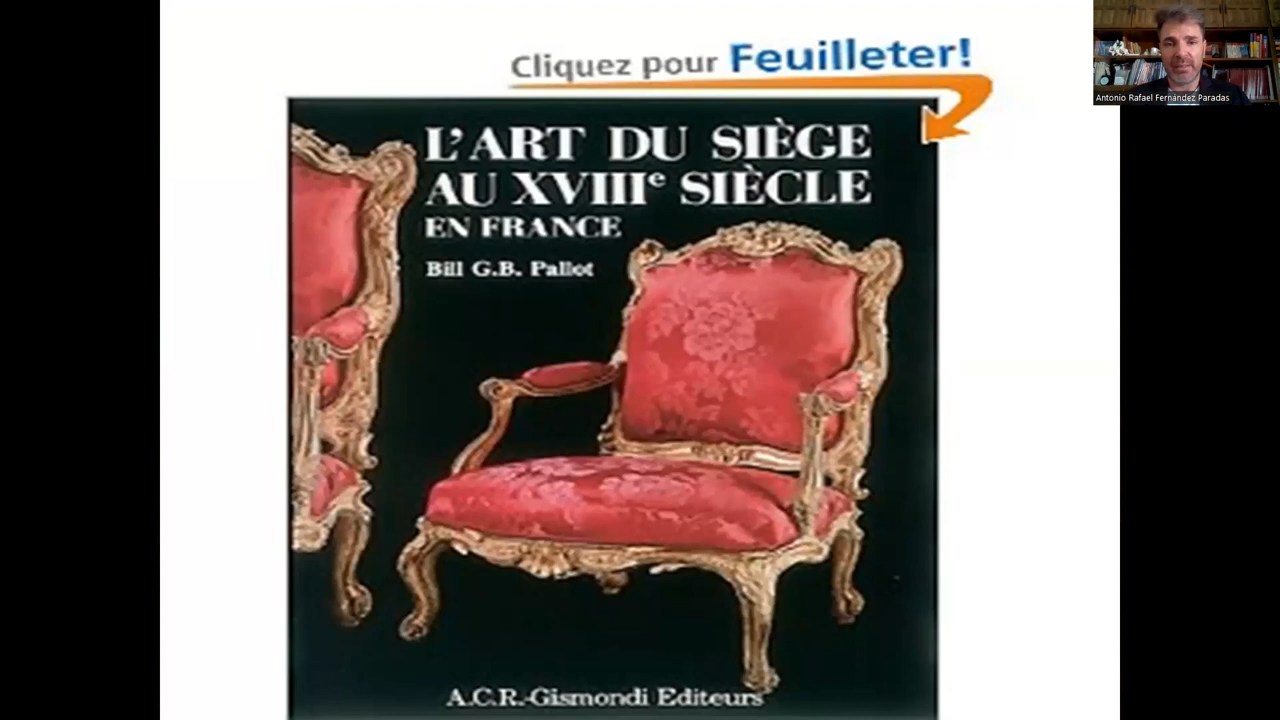 Cliquez pour Feuilleter!
Antonio Rafael Fernández Paradas
L'ART DU SIÈGE
AU XVIIIe SIÈCLE
EN FRANCE
Bill G.B. Pallot
A.C.R.-Gismondi Editeurs